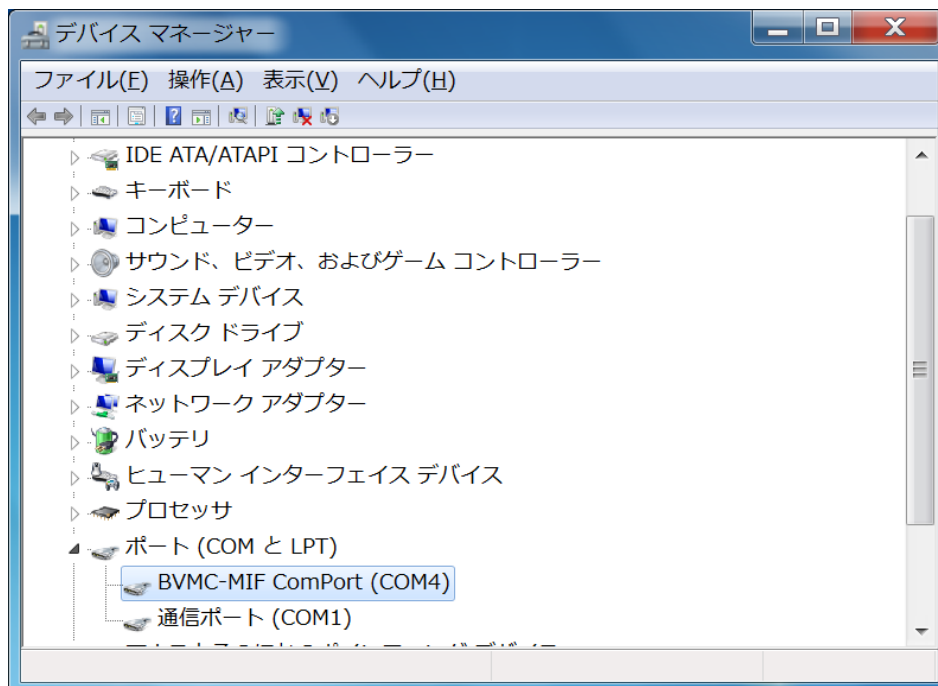 デバイス マネージャー
ファイル(F) 操作(A) 表示(V) ヘルプ(H)
IDE ATA/ATAPI コントローラー
キーボード
コンピューター
サウンド、ビデオ、およびゲーム コントローラー
システム デバイス
ディスク ドライブ
ディスプレイ アダプター
ネットワーク アダプター
バッテリ
ヒューマン インターフェイス デバイス
プロセッサ
ポート (COM と LPT)
BVMC-MIF ComPort (COM4)
通信ポート (COM1)